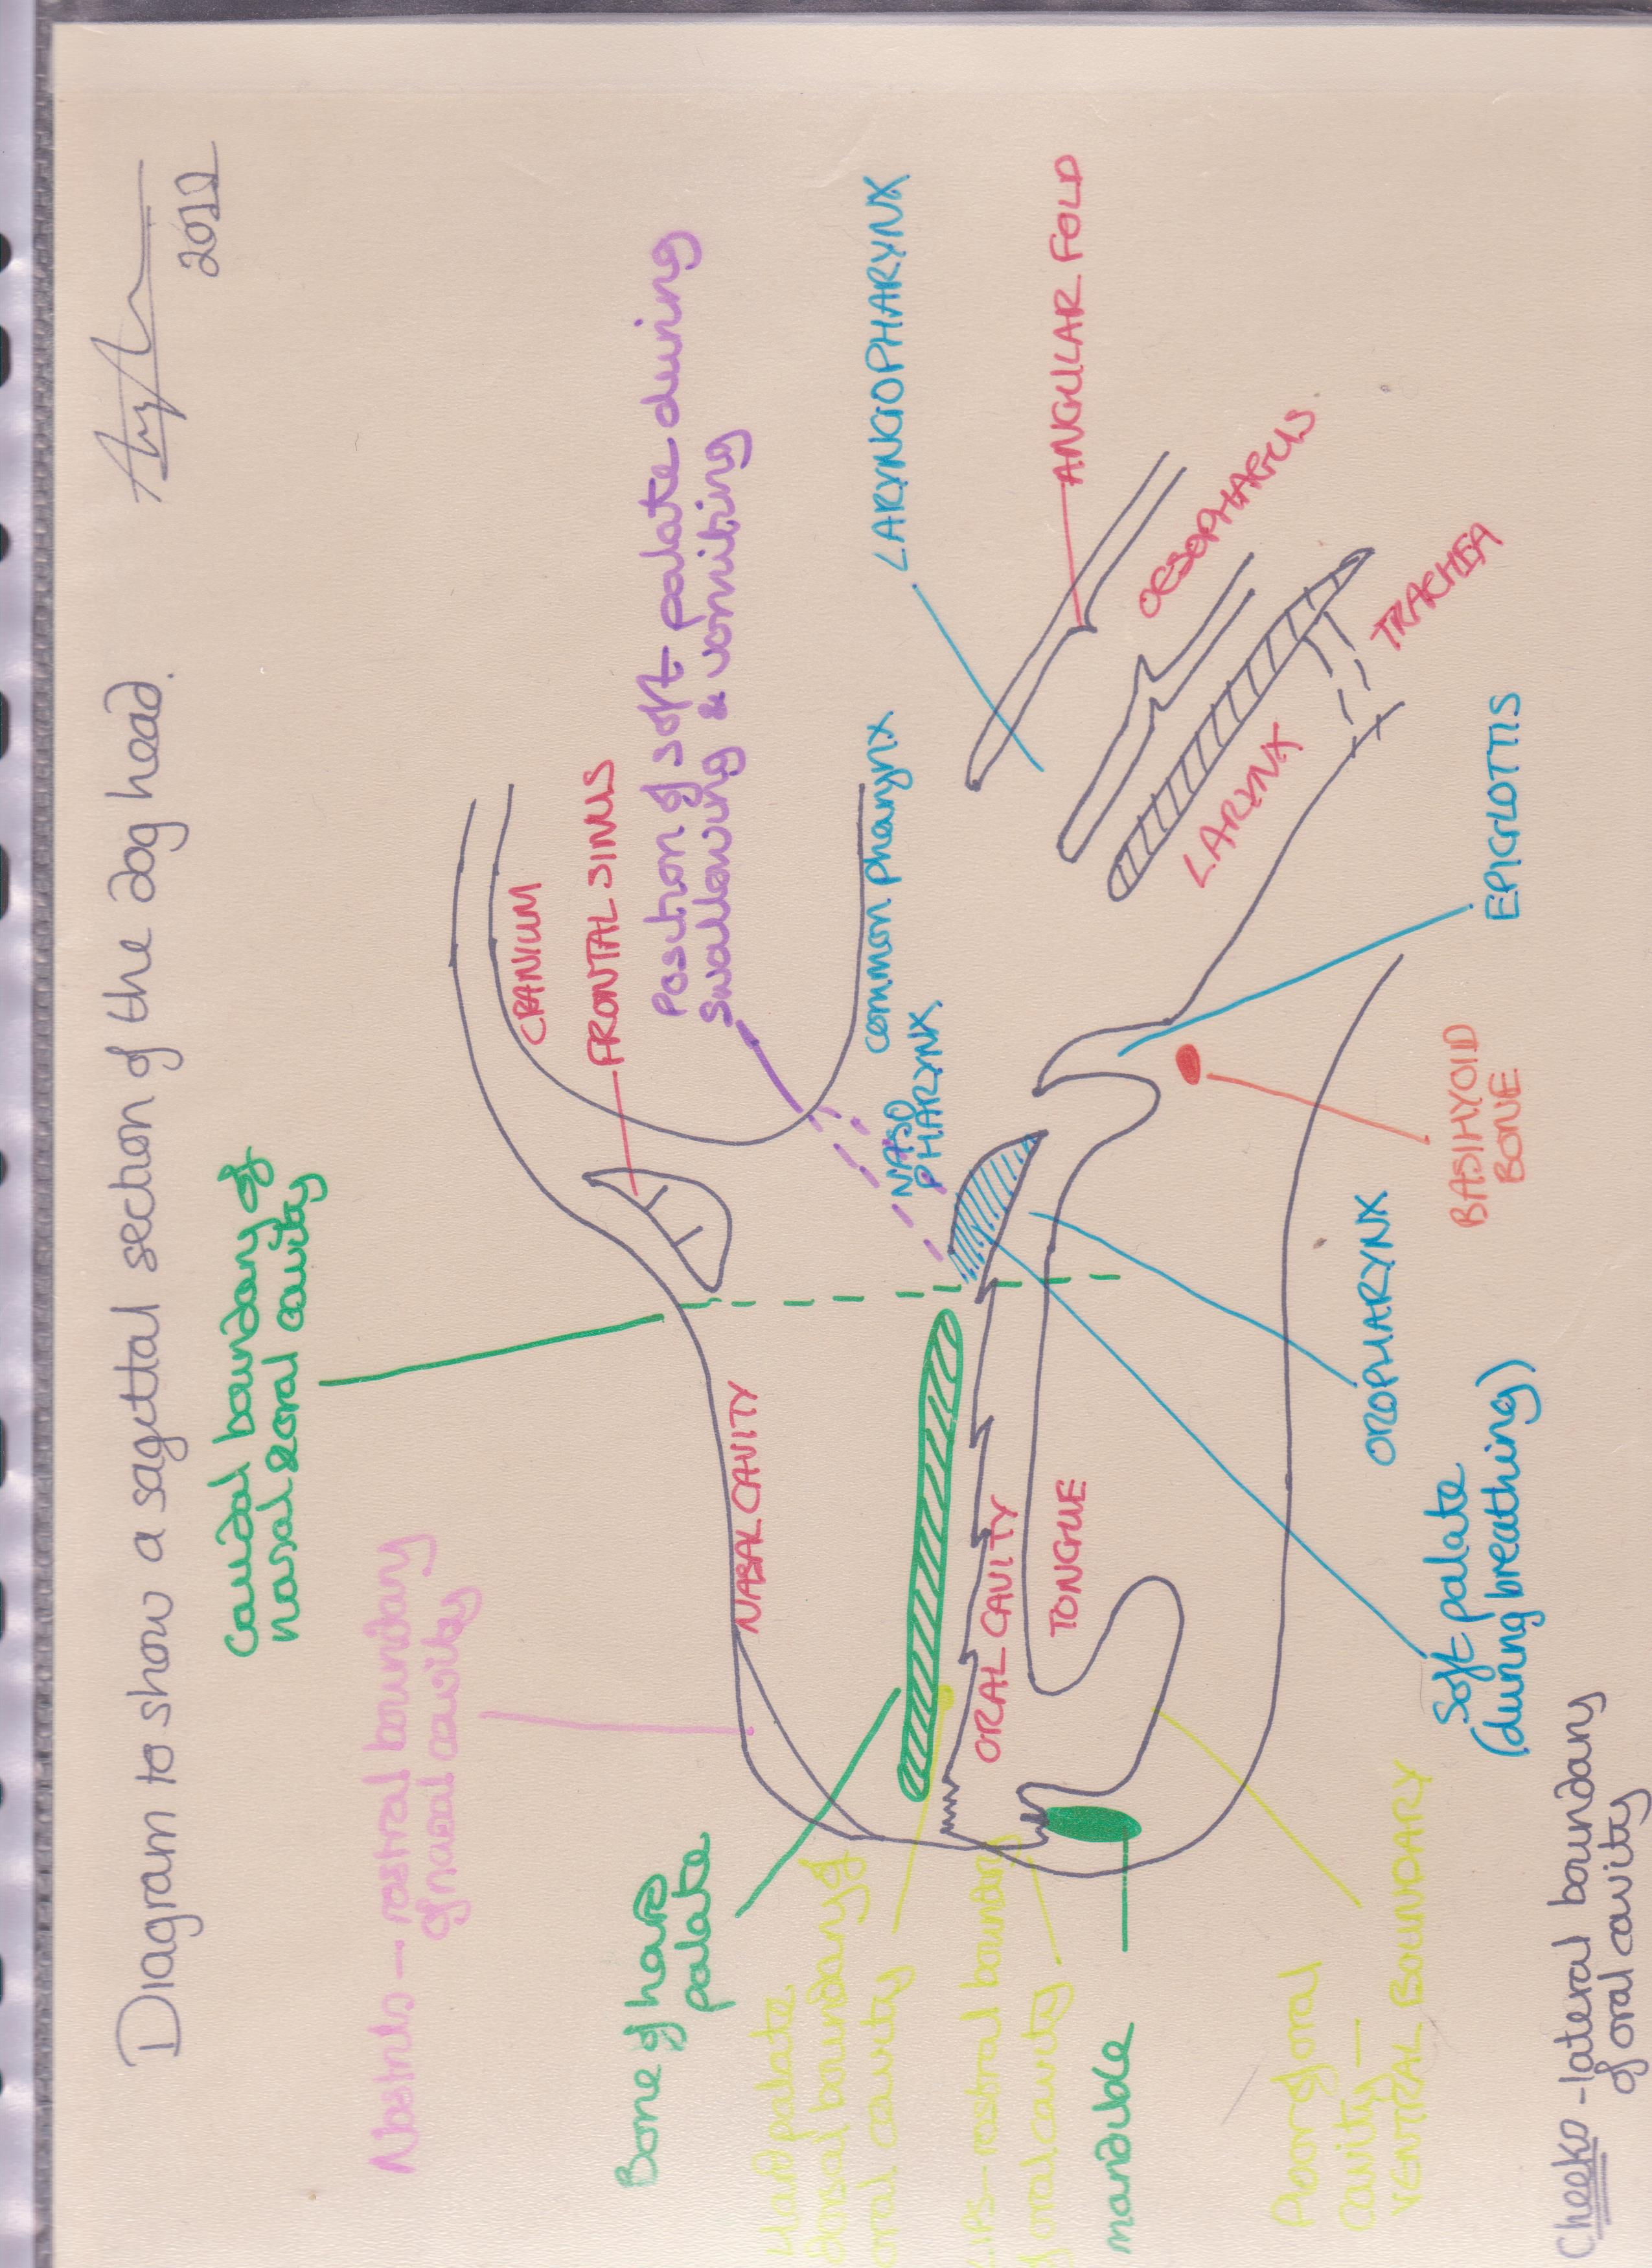 Diagram to show a sagittal section of the dog head.
2011
Caudal boundary of
nasal & oral cavity
Nostrils - rostral boundary
of nasal cavity
CRANIUM
FRONTAL SINUS
Position of soft palate during
swallowing & vomiting
NASAL CAVITY
Bone of hard
palate
common pharynx
NASO
PHARYNX
LARYNGOPHARYNX
Hard palate
dorsal boundary of
oral cavity
ORAL CAVITY
LIPS - rostral boundary
of oral cavity
TONGUE
ANGULAR FOLD
OESOPHAGUS
mandible
LARYNX
TRACHEA
Floor of oral
cavity -
VENTRAL BOUNDARY
OROPHARYNX
EPIGLOTTIS
BASIHYOID
BONE
Soft palate
(during breathing)
Cheeks - lateral boundary
of oral cavity